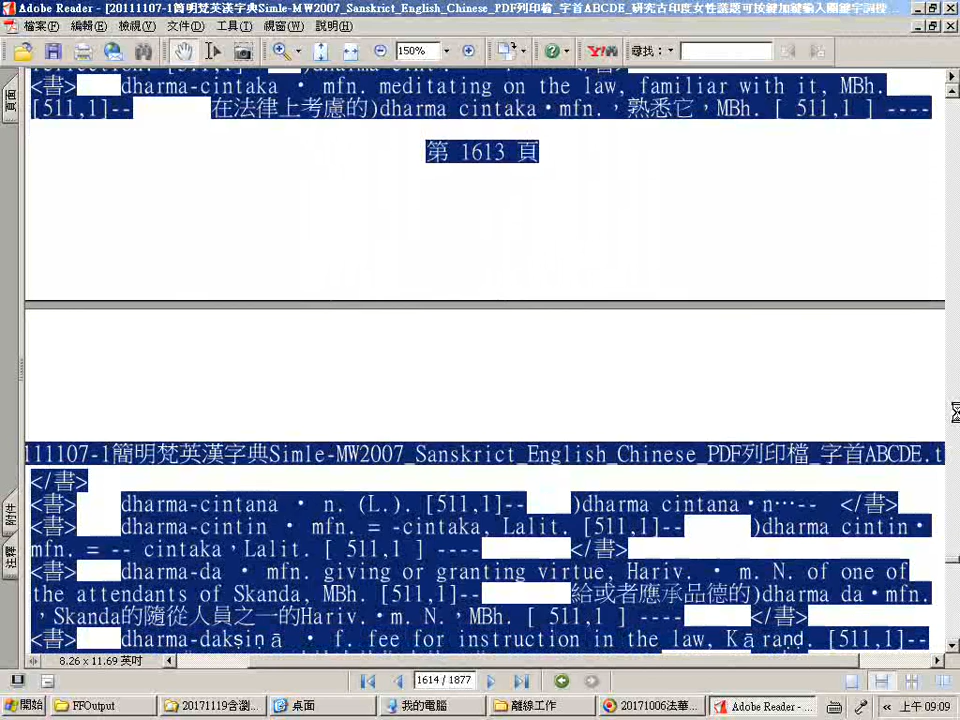 Adobe Reader - [20111107-1簡明梵英漢字典Simle-MW2007_Sanskrict_English_Chinese_PDF列印檔_字首ABCDE_研究古印度女性議題可按鍵加鍵輸入關鍵字詞搜
檔案(F) 編輯(E) 檢視(V) 文件(D) 工具(T) 視窗(W) 說明(H)
150% 尋找：
頁面
<書> dharma-cintaka • mfn. meditating on the law, familiar with it, MBh.
[511,1]-- 在法律上考慮的)dharma cintaka•mfn.，熟悉它，MBh. [ 511,1 ] ----
第 1613 頁
111107-1簡明梵英漢字典Simle-MW2007_Sanskrict_English_Chinese_PDF列印檔_字首ABCDE.t
</書>
<書> dharma-cintana • n. (L.). [511,1]-- )dharma cintana•n…-- </書>
<書> dharma-cintin • mfn. = -cintaka, Lalit. [511,1]-- )dharma cintin•
mfn. = -- cintaka，Lalit. [ 511,1 ] ---- </書>
<書> dharma-da • mfn. giving or granting virtue, Hariv. • m. N. of one of
the attendants of Skanda, MBh. [511,1]-- 給或者應承品德的)dharma da•mfn.
，Skanda的隨從人員之一的Hariv.•m. N.，MBh. [ 511,1 ] ---- </書>
<書> dharma-dakṣiṇā • f. fee for instruction in the law, Kāraṇḍ. [511,1]--
附件
注釋
8.26 x 11.69 英吋
1614 / 1877
開始 FFOutput 20171119含瀏... 桌面 我的電腦 離線工作 20171006法華... Adobe Reader - [... 上午 09:09